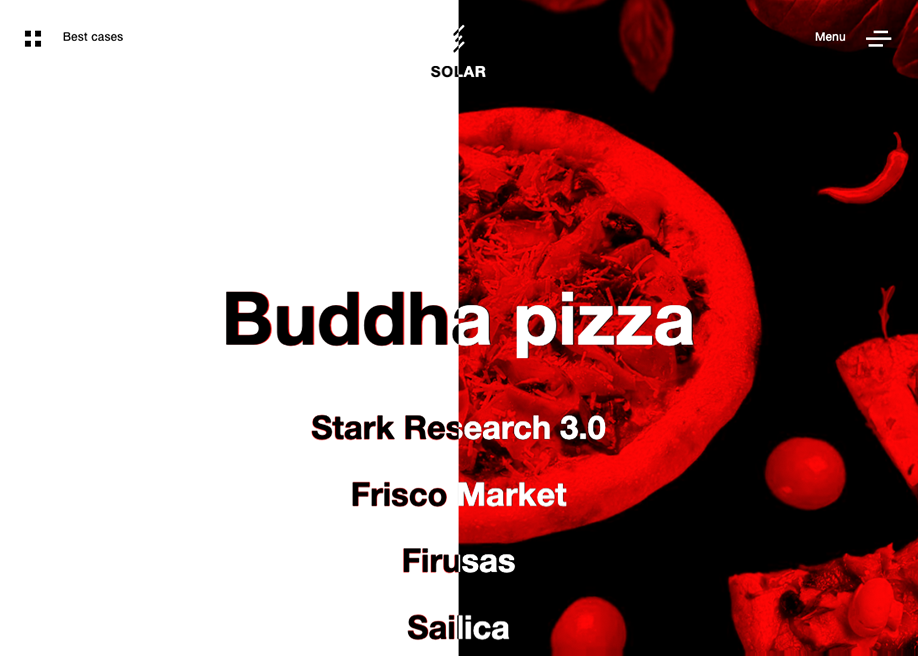 Best cases
SOLAR
Menu
Buddha pizza
Stark Research 3.0
Frisco Market
Firusas
Sailica